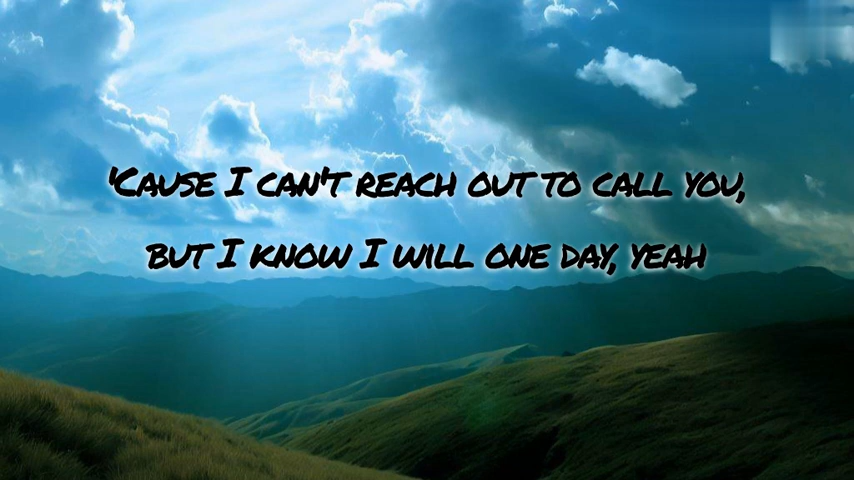 'Cause I can't reach out to call you,
but I know I will one day, yeah